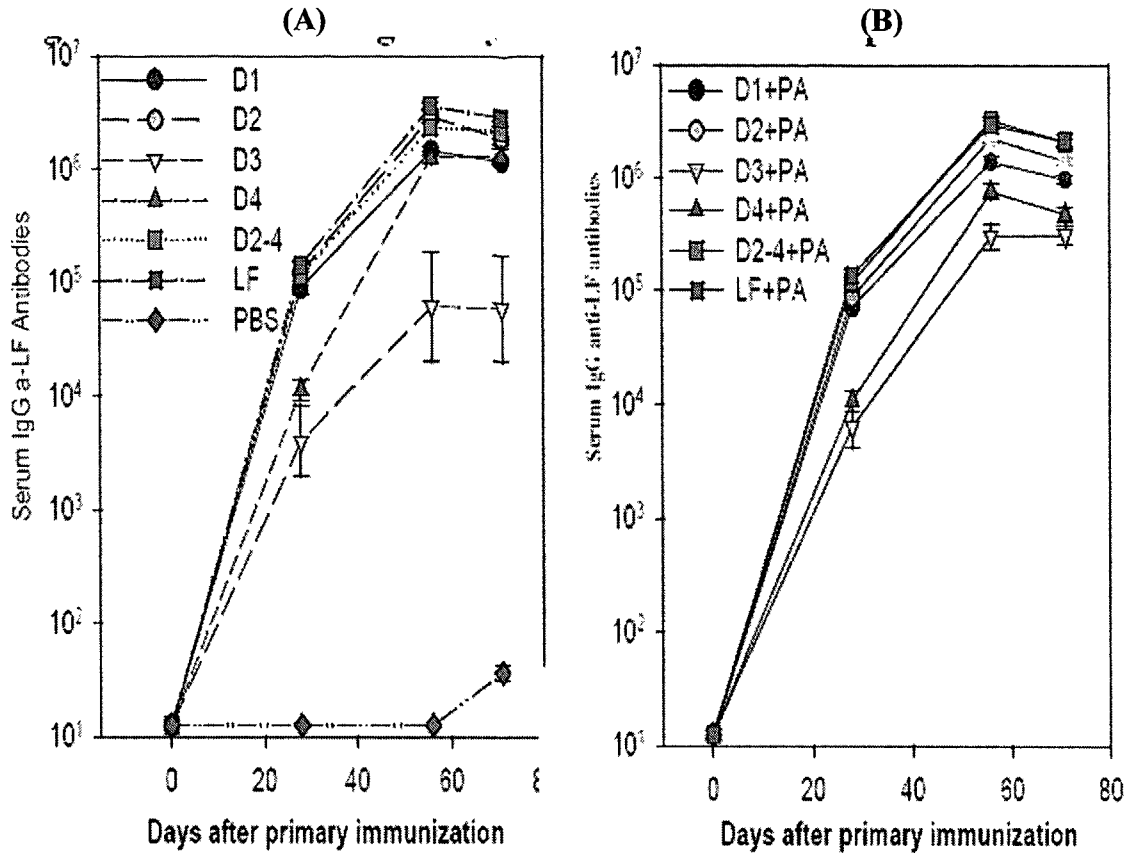 (A)
10⁷
10⁶
10⁵
10⁴
10³
10²
10¹
Serum IgG a-LF Antibodies
D1
D2
D3
D4
D2-4
LF
PBS
0
20
40
60
Days after primary immunization
(B)
10⁷
10⁶
10⁵
10⁴
10³
10²
10¹
Serum IgG anti-LF antibodies
D1+PA
D2+PA
D3+PA
D4+PA
D2-4+PA
LF+PA
0
20
40
60
80
Days after primary immunization